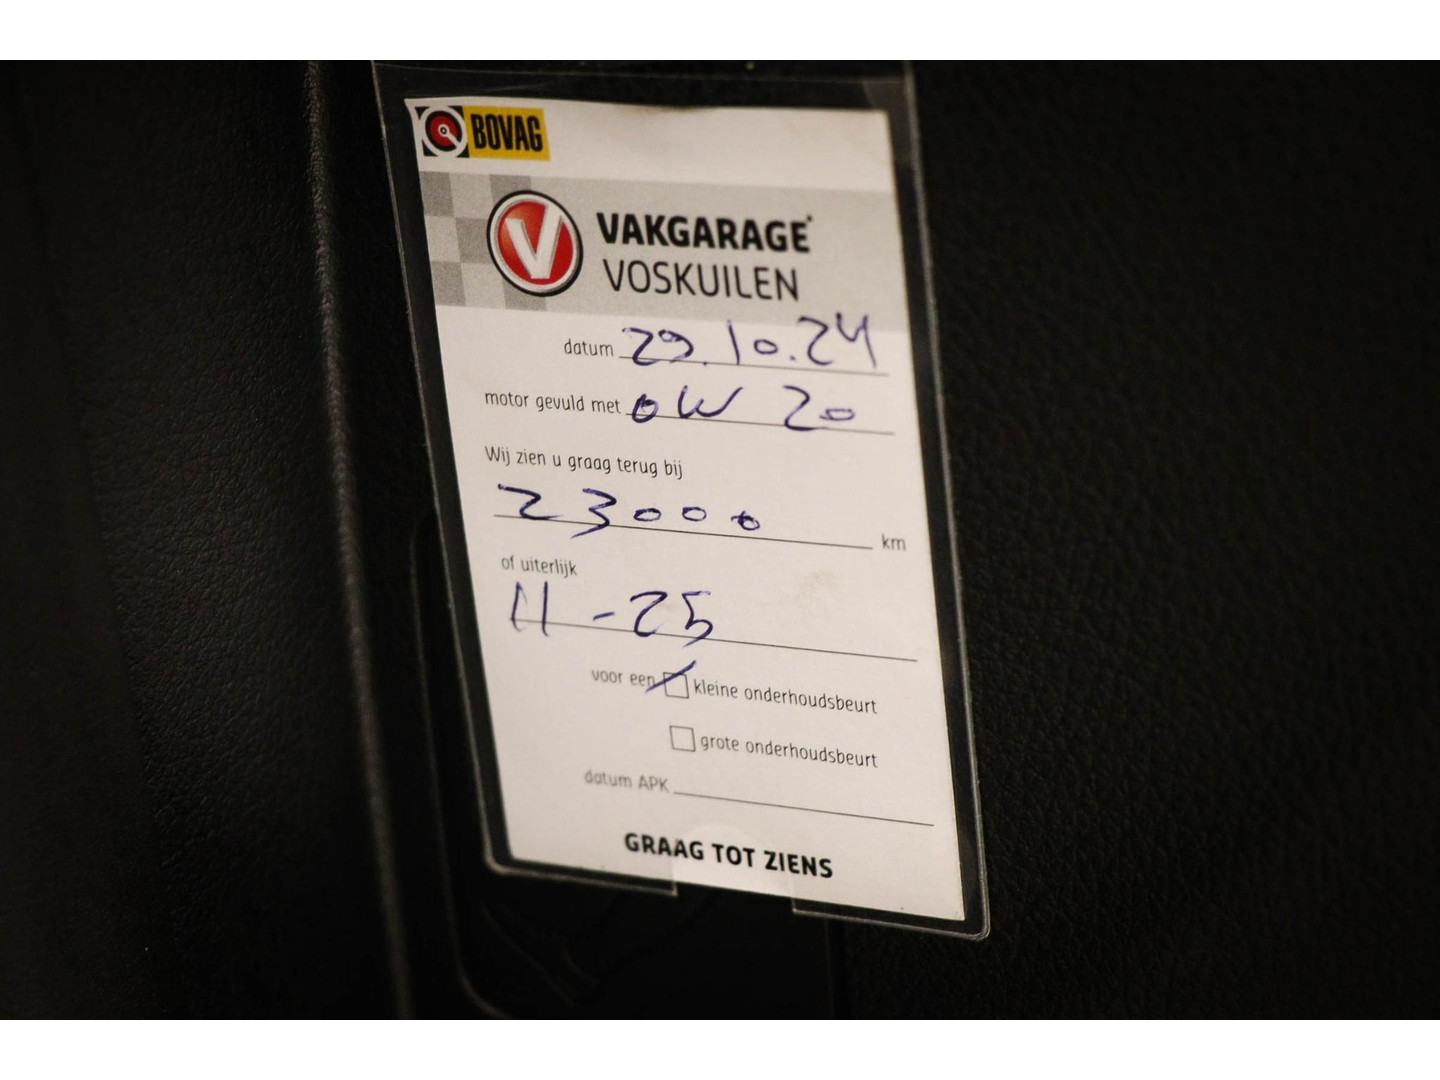 BOVAG
VAKGARAGE
VOSKUILEN
datum 29.10.24
motor gevuld met 0W 20
Wij zien u graag terug bij
23000 km
of uiterlijk
11 - 25
voor een kleine onderhoudsbeurt
grote onderhoudsbeurt
datum APK
GRAAG TOT ZIENS